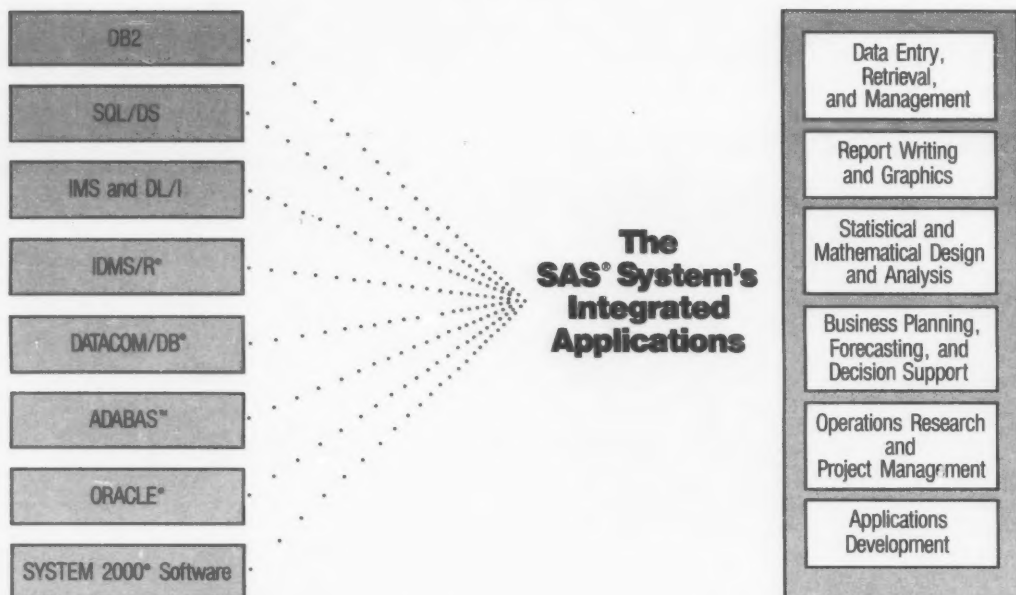 DB2
SQL/DS
IMS and DL/I
IDMS/R®
DATACOM/DB®
ADABAS™
ORACLE®
SYSTEM 2000® Software
The
SAS® System's
Integrated
Applications
Data Entry,
Retrieval,
and Management
Report Writing
and Graphics
Statistical and
Mathematical Design
and Analysis
Business Planning,
Forecasting, and
Decision Support
Operations Research
and
Project Management
Applications
Development